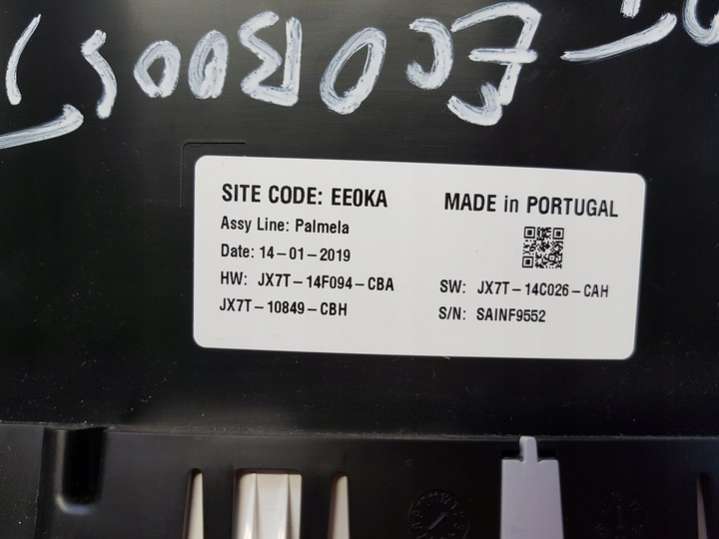 SITE CODE: EE0KA
Assy Line: Palmela
Date: 14-01-2019
HW: JX7T-14F094-CBA
JX7T-10849-CBH
MADE in PORTUGAL
SW: JX7T-14C026-CAH
S/N: SAINF9552